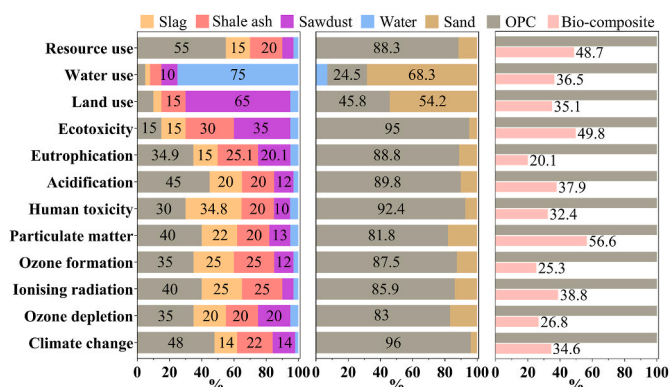 Slag Shale ash Sawdust Water Sand OPC Bio-composite
Resource use 55 15 20 88.3 48.7
Water use 10 75 24.5 68.3 36.5
Land use 15 65 45.8 54.2 35.1
Ecotoxicity 15 15 30 35 95 49.8
Eutrophication 34.9 15 25.1 20.1 88.8 20.1
Acidification 45 20 20 12 89.8 37.9
Human toxicity 30 34.8 20 10 92.4 32.4
Particulate matter 40 22 20 13 81.8 56.6
Ozone formation 35 25 25 12 87.5 25.3
Ionising radiation 40 25 25 85.9 38.8
Ozone depletion 35 20 20 20 83 26.8
Climate change 48 14 22 14 96 34.6
0 20 40 60 80 100 0 20 40 60 80 100 0 20 40 60 80 100
% % %